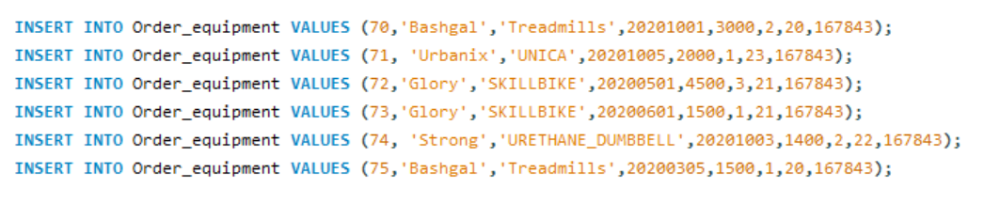 INSERT INTO Order_equipment VALUES (70,'Bashgal','Treadmills',20201001,3000,2,20,167843);
INSERT INTO Order_equipment VALUES (71, 'Urbanix','UNICA',20201005,2000,1,23,167843);
INSERT INTO Order_equipment VALUES (72,'Glory','SKILLBIKE',20200501,4500,3,21,167843);
INSERT INTO Order_equipment VALUES (73,'Glory','SKILLBIKE',20200601,1500,1,21,167843);
INSERT INTO Order_equipment VALUES (74, 'Strong','URETHANE_DUMBBELL',20201003,1400,2,22,167843);
INSERT INTO Order_equipment VALUES (75,'Bashgal','Treadmills',20200305,1500,1,20,167843);